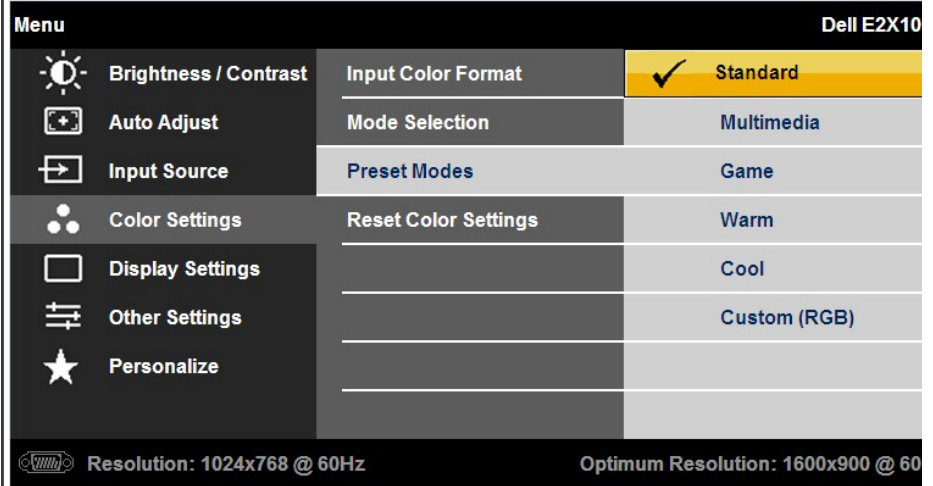 Menu Dell E2X10
Brightness / Contrast Input Color Format Standard
Auto Adjust Mode Selection Multimedia
Input Source Preset Modes Game
Color Settings Reset Color Settings Warm
Display Settings Cool
Other Settings Custom (RGB)
Personalize
Resolution: 1024x768 @ 60Hz Optimum Resolution: 1600x900 @ 60